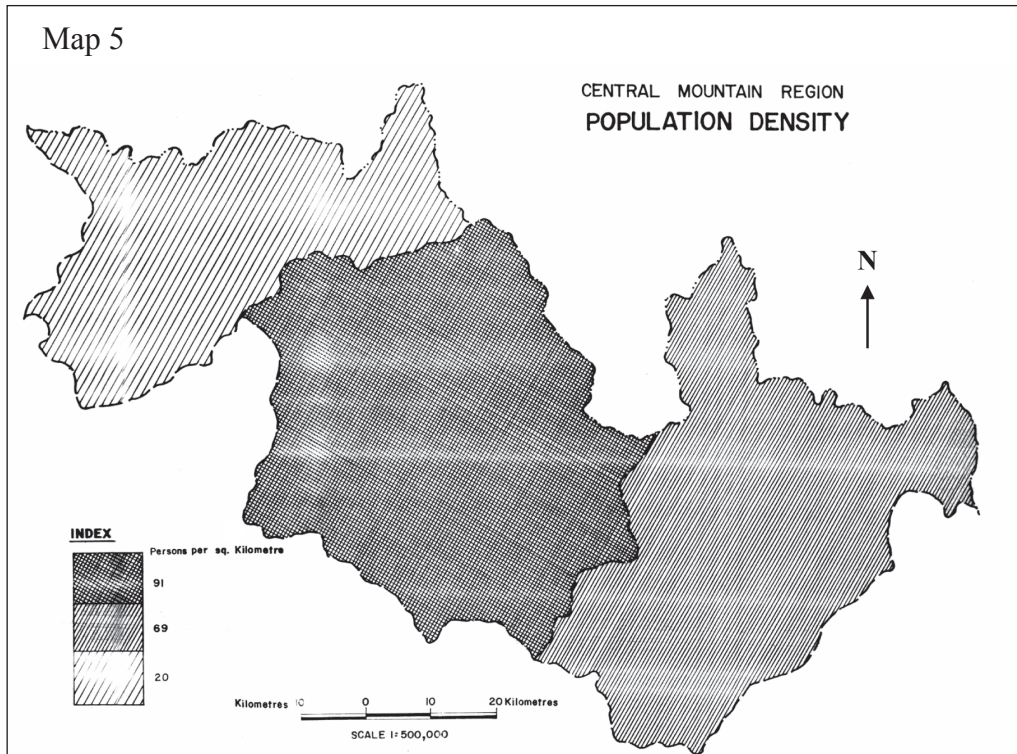 Map 5
CENTRAL MOUNTAIN REGION
POPULATION DENSITY
N
INDEX
Persons per sq. Kilometre
91
69
20
Kilometres 10 0 10 20 Kilometres
SCALE 1=500,000